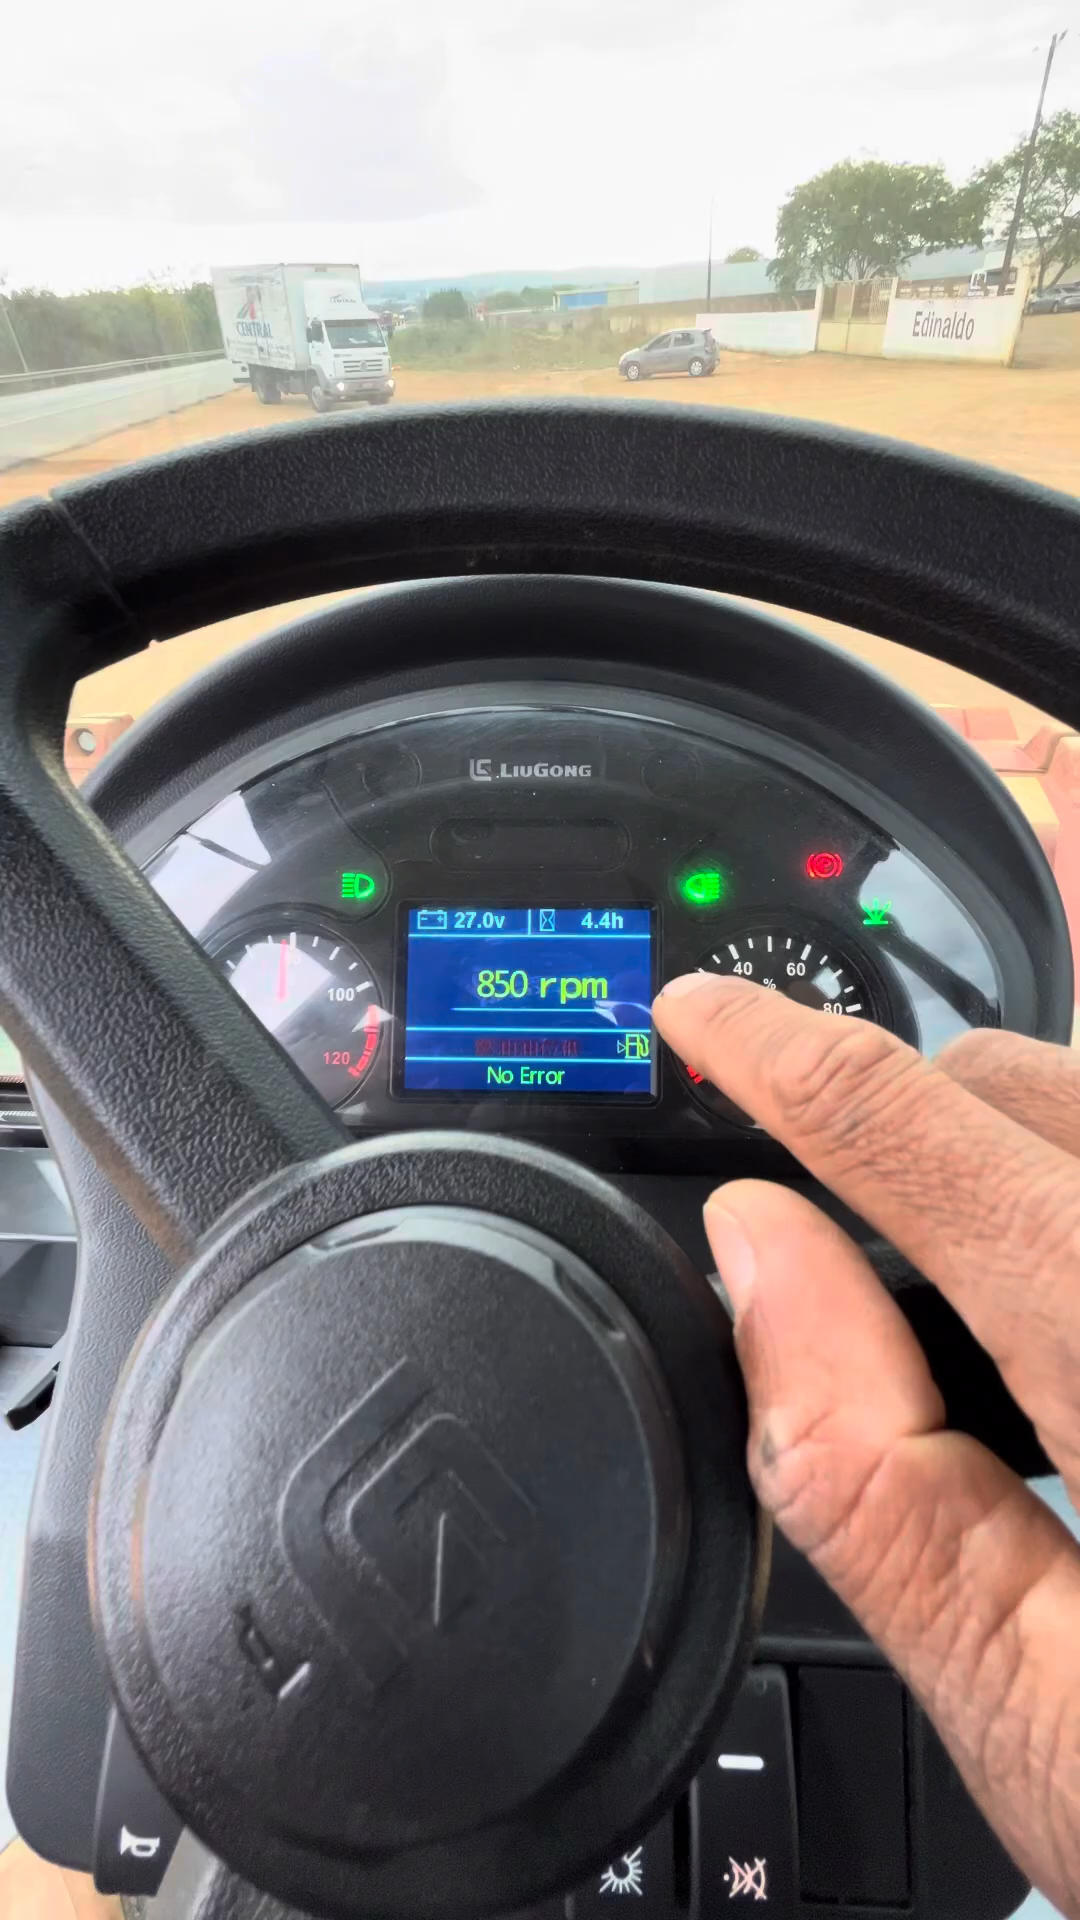 CENTRAL
Edinaldo
LIUGONG
27.0v
4.4h
850 rpm
No Error
100
120
40
60
%
80